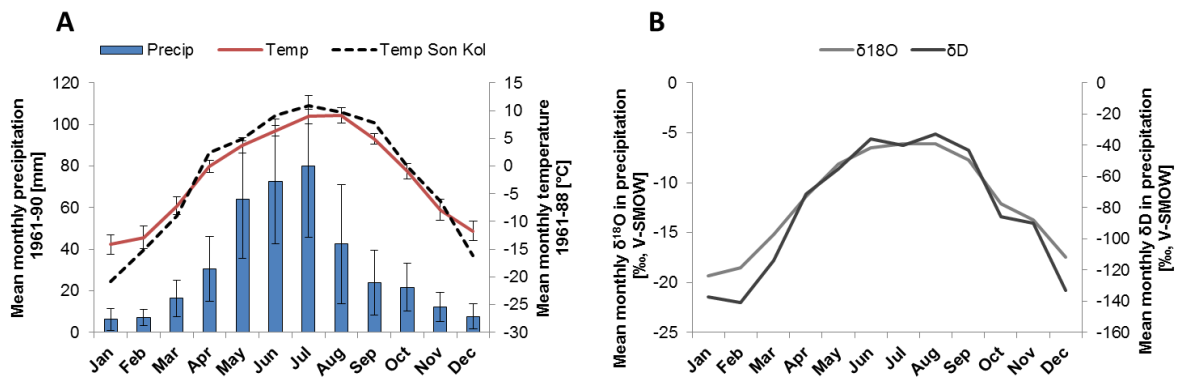 A
Precip
Temp
Temp Son Kol
Mean monthly precipitation
1961-90 [mm]
120
100
80
60
40
20
0
15
10
5
0
-5
-10
-15
-20
-25
-30
Mean monthly temperature
1961-88 [°C]
Jan
Feb
Mar
Apr
May
Jun
Jul
Aug
Sep
Oct
Nov
Dec
B
δ18O
δD
Mean monthly δ¹⁸O in precipitation
[‰, V-SMOW]
0
-5
-10
-15
-20
-25
0
-20
-40
-60
-80
-100
-120
-140
-160
Mean monthly δD in precipitation
[‰, V-SMOW]
Jan
Feb
Mar
Apr
May
Jun
Jul
Aug
Sep
Oct
Nov
Dec